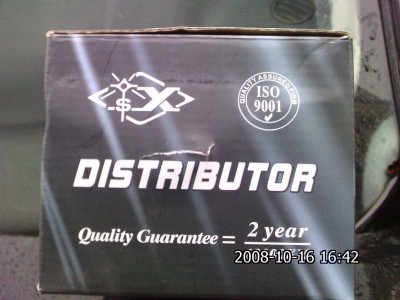 QUALITY ASSURED FIRM
ISO
9001
DISTRIBUTOR
Quality Guarantee = 2 year
2008-10-16 16:42